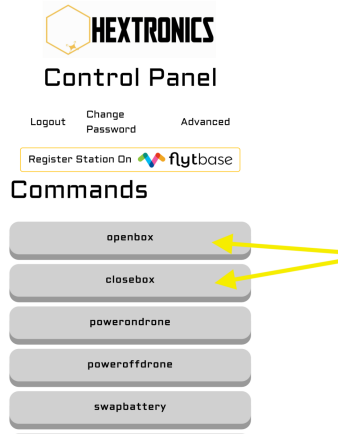 HEXTRONICS
Control Panel
Logout
Change
Password
Advanced
Register Station On flytbase
Commands
openbox
closebox
powerondrone
poweroffdrone
swapbattery